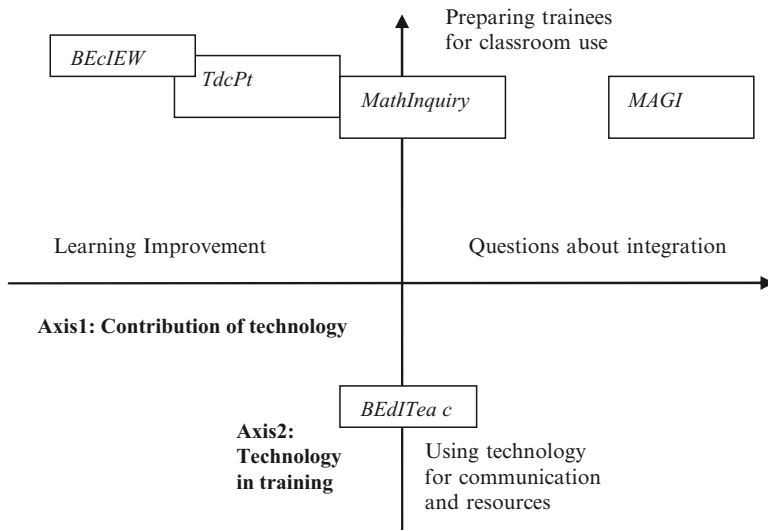 Preparing trainees
for classroom use
BEcIEW
TdcPt
MathInquiry
MAGI
Learning Improvement
Questions about integration
Axis1: Contribution of technology
BEdITea c
Axis2:
Technology
in training
Using technology
for communication
and resources